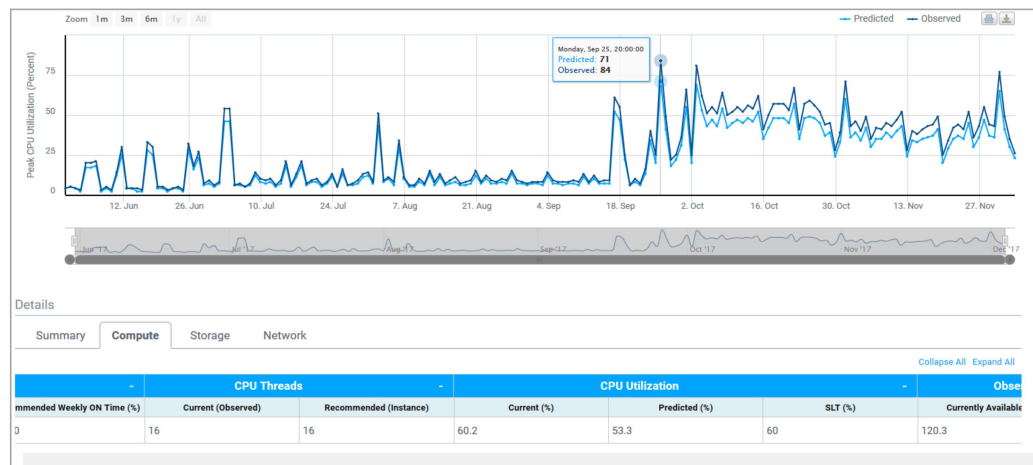 Zoom 1m 3m 6m 1y All
Predicted Observed
Peak CPU Utilization (Percent)
75
50
25
0
Monday, Sep 25, 20:00:00
Predicted: 71
Observed: 84
12. Jun 26. Jun 10. Jul 24. Jul 7. Aug 21. Aug 4. Sep 18. Sep 2. Oct 16. Oct 30. Oct 13. Nov 27. Nov
Jun '17 Jul '17 Aug '17 Sep '17 Oct '17 Nov '17 Dec '17
Details
Summary Compute Storage Network
Collapse All Expand All
- CPU Threads - CPU Utilization - Obser
mmended Weekly ON Time (%) Current (Observed) Recommended (Instance) Current (%) Predicted (%) SLT (%) Currently Available
0 16 16 60.2 53.3 60 120.3